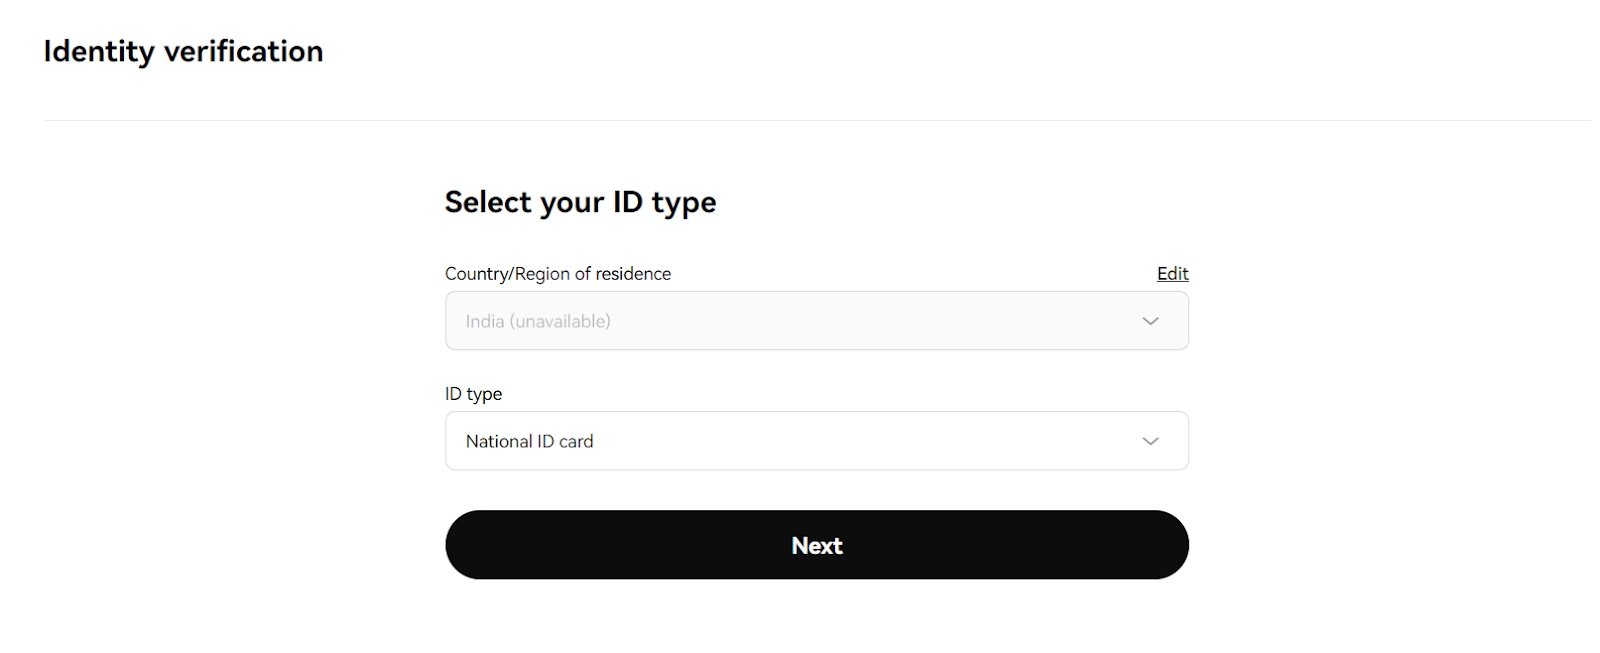 Identity verification
Select your ID type
Country/Region of residence Edit
India (unavailable)
ID type
National ID card
Next